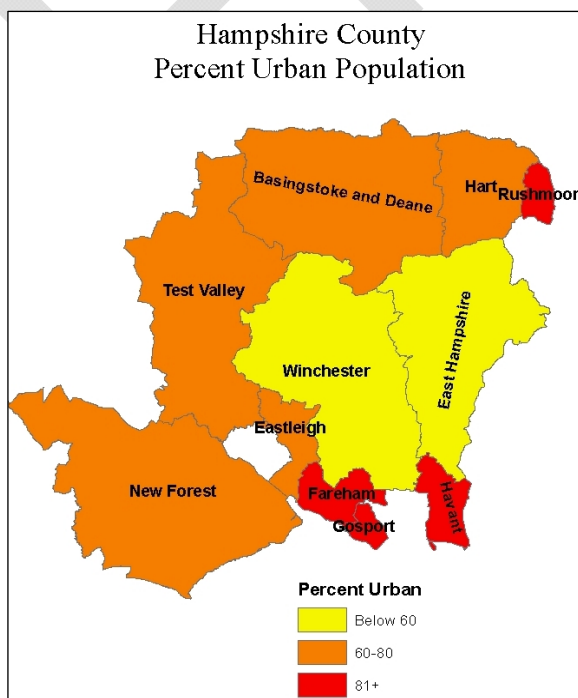 Hampshire County
Percent Urban Population
Basingstoke and Deane
Hart
Rushmoor
Test Valley
Winchester
East Hampshire
Eastleigh
New Forest
Fareham
Gosport
Havant
Percent Urban
Below 60
60-80
81+